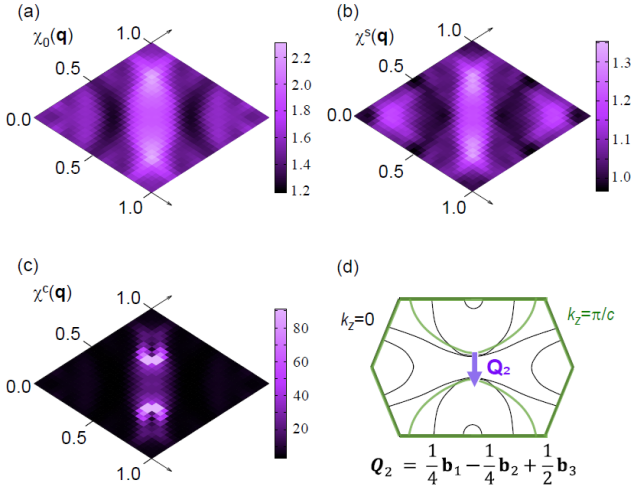 (a)
χ₀(q)
1.0
0.5
0.0
0.5
1.0
2.2
2.0
1.8
1.6
1.4
1.2
(b)
χˢ(q)
1.0
0.5
0.0
0.5
1.0
1.3
1.2
1.1
1.0
(c)
χᶜ(q)
1.0
0.5
0.0
0.5
1.0
80
60
40
20
(d)
k_z=0
k_z=π/c
Q₂
Q₂ = 1/4 b₁ − 1/4 b₂ + 1/2 b₃